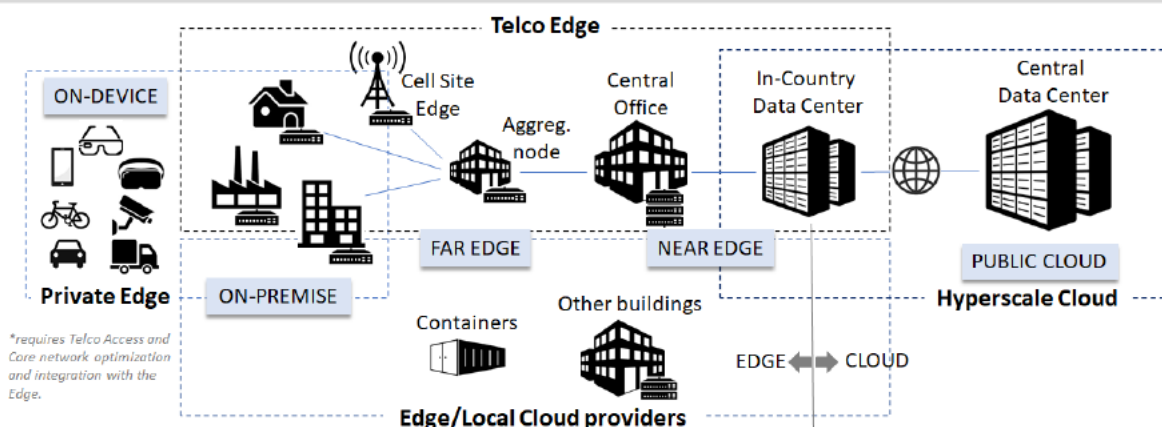 Telco Edge
ON-DEVICE
Cell Site
Edge
Aggreg.
node
Central
Office
In-Country
Data Center
Central
Data Center
FAR EDGE
NEAR EDGE
PUBLIC CLOUD
Private Edge
ON-PREMISE
Hyperscale Cloud
*requires Telco Access and
Core network optimization
and integration with the
Edge.
Containers
Other buildings
EDGE
CLOUD
Edge/Local Cloud providers